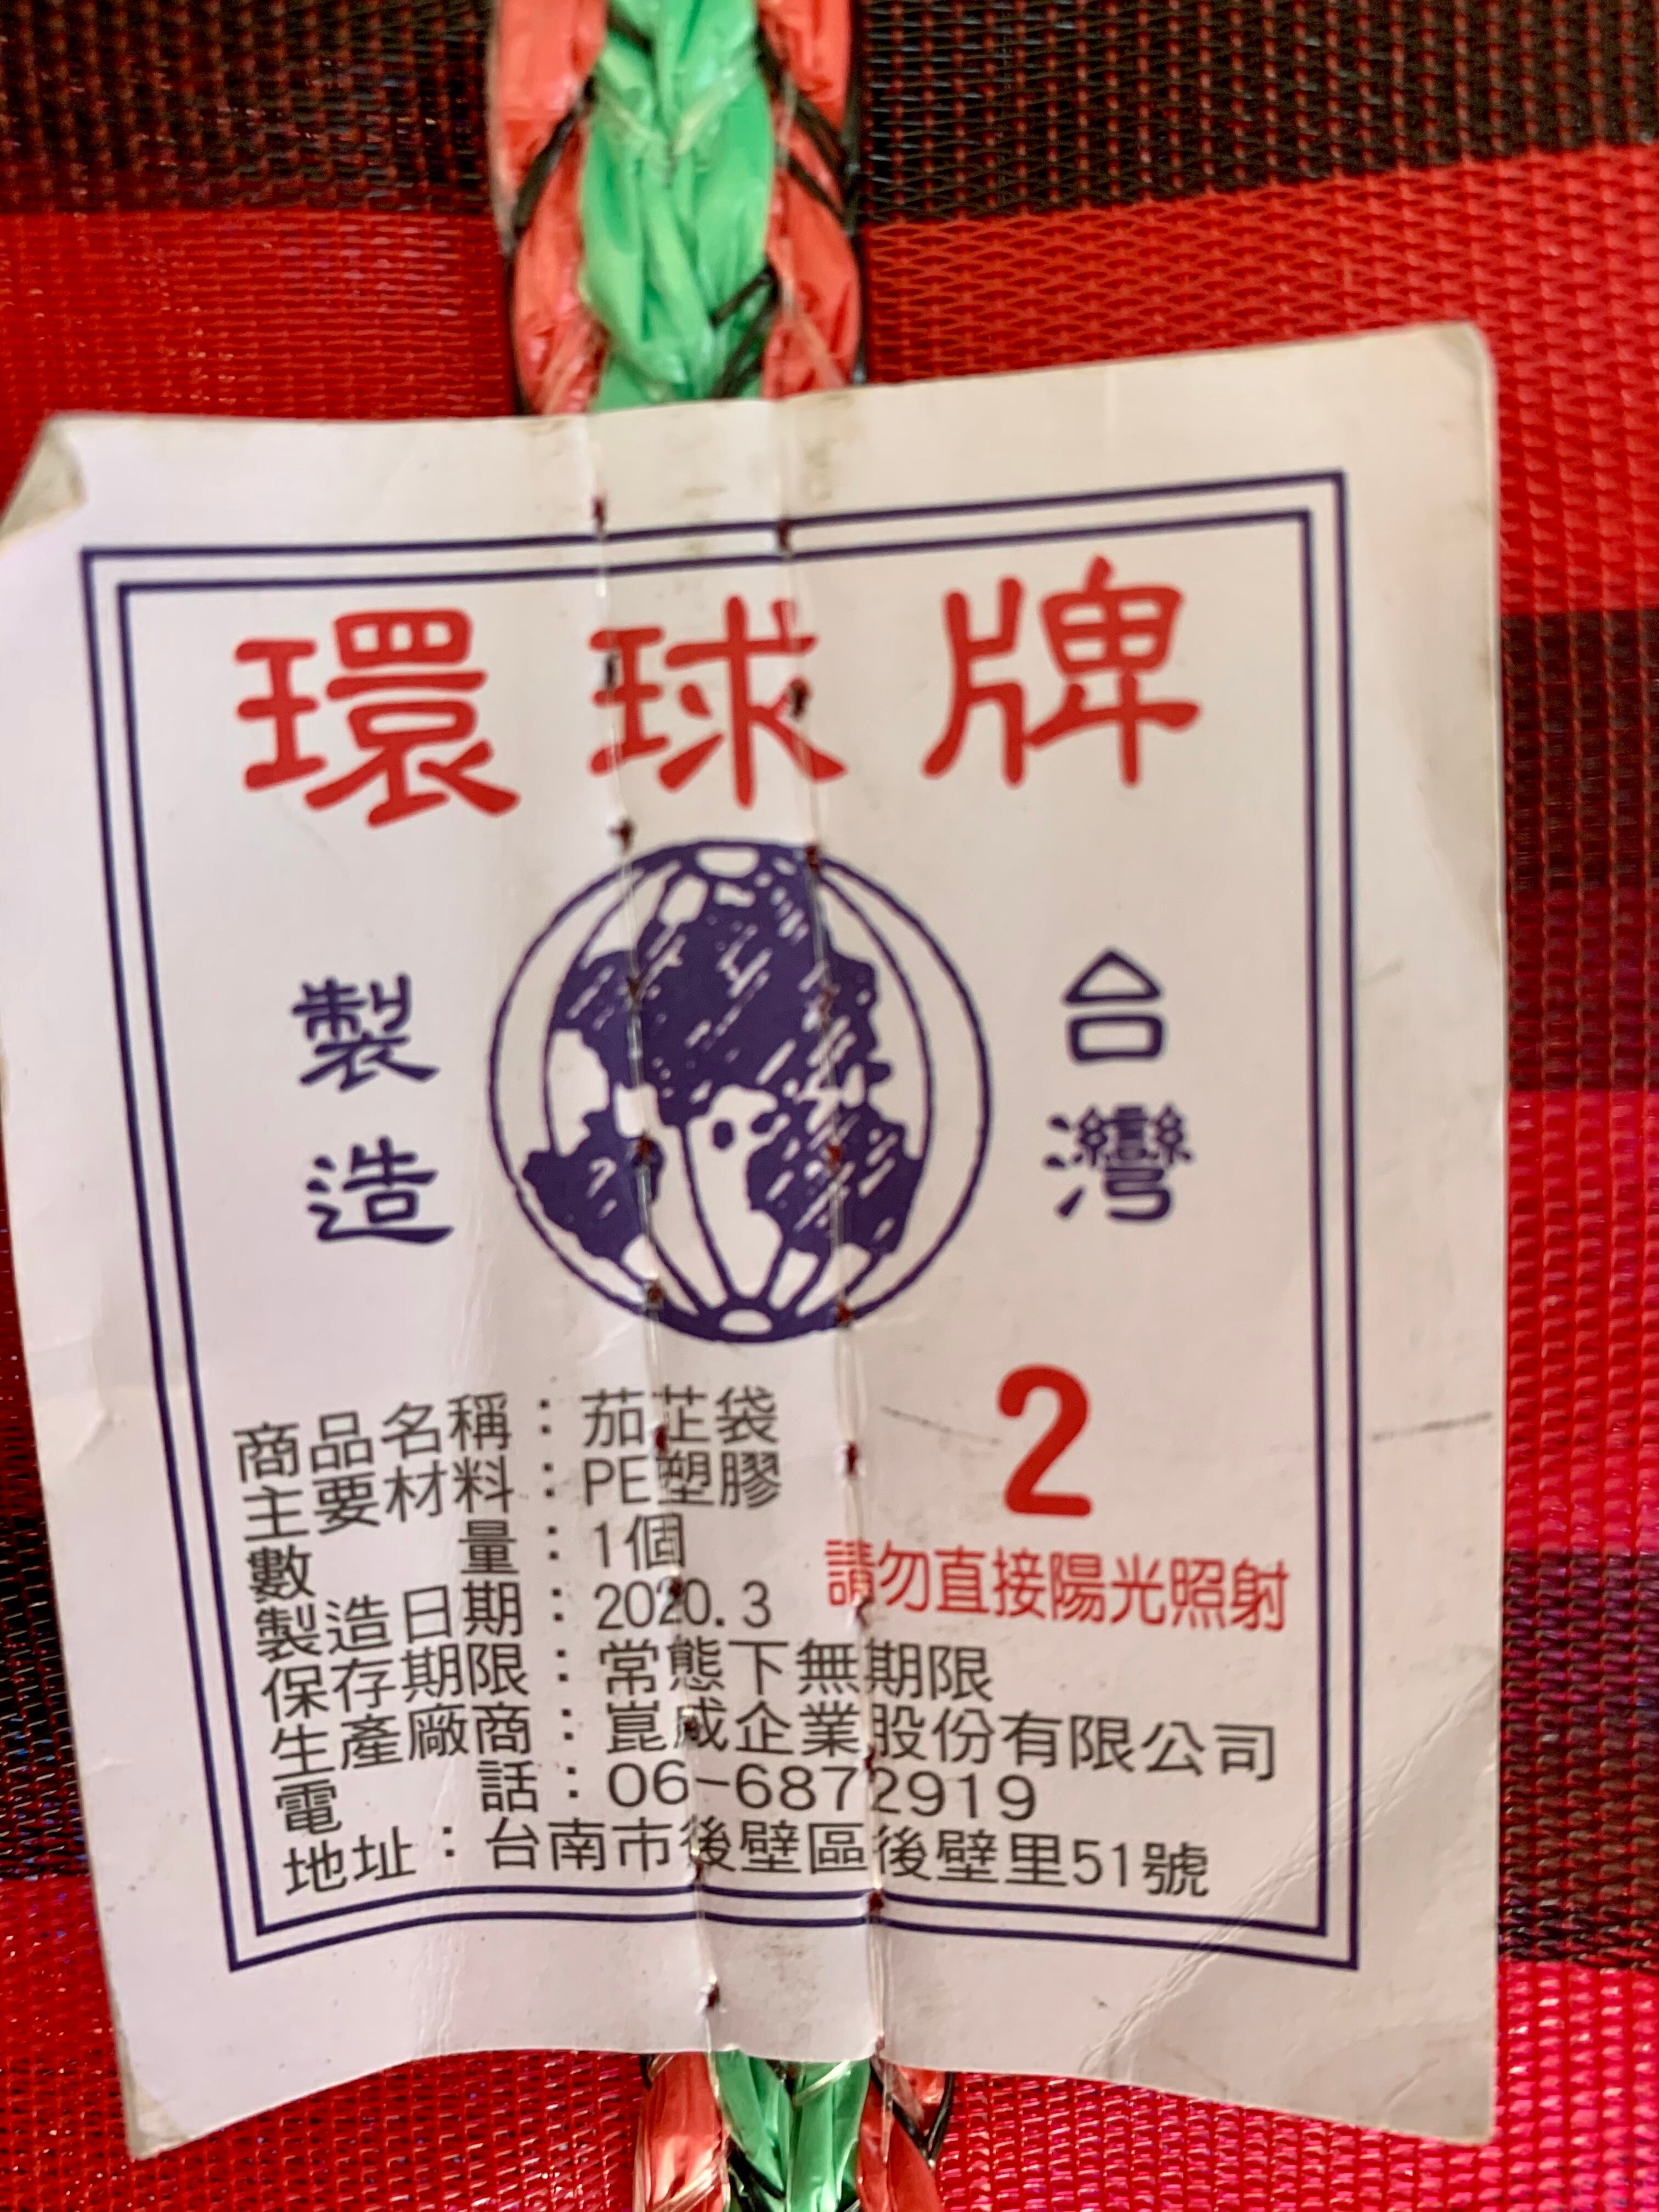 環球牌
台灣
製造
2
請勿直接陽光照射
商品名稱：茄芷袋
主要材料：PE塑膠
數量：1個
製造日期：2020.3
保存期限：常態下無期限
生產廠商：崑威企業股份有限公司
電話：06-6872919
地址：台南市後壁區後壁里51號